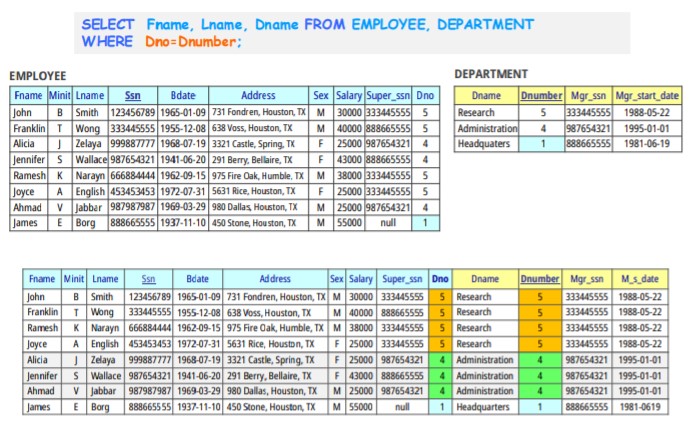 SELECT Fname, Lname, Dname FROM EMPLOYEE, DEPARTMENT
WHERE Dno=Dnumber;
EMPLOYEE
Fname Minit Lname Ssn Bdate Address Sex Salary Super_ssn Dno
John B Smith 123456789 1965-01-09 731 Fondren, Houston, TX M 30000 333445555 5
Franklin T Wong 333445555 1955-12-08 638 Voss, Houston, TX M 40000 888665555 5
Alicia J Zelaya 999887777 1968-07-19 3321 Castle, Spring, TX F 25000 987654321 4
Jennifer S Wallace 987654321 1941-06-20 291 Berry, Bellaire, TX F 43000 888665555 4
Ramesh K Narayn 666884444 1962-09-15 975 Fire Oak, Humble. TX M 38000 333445555 5
Joyce A English 453453453 1972-07-31 5631 Rice, Houston, TX F 25000 333445555 5
Ahmad V Jabbar 987987987 1969-03-29 980 Dallas, Houston, TX M 25000 987654321 4
James E Borg 888665555 1937-11-10 450 Stone, Houston, TX M 55000 null 1
DEPARTMENT
Dname Dnumber Mgr_ssn Mgr_start_date
Research 5 333445555 1988-05-22
Administration 4 987654321 1995-01-01
Headquaters 1 888665555 1981-06-19
Fname Minit Lname Ssn Bdate Address Sex Salary Super_ssn Dno Dname Dnumber Mgr_ssn M_s_date
John B Smith 123456789 1965-01-09 731 Fondren, Houston, TX M 30000 333445555 5 Research 5 333445555 1988-05-22
Franklin T Wong 333445555 1955-12-08 638 Voss, Houston, TX M 40000 888665555 5 Research 5 333445555 1988-05-22
Ramesh K Narayn 666884444 1962-09-15 975 Fire Oak, Humble, TX M 38000 333445555 5 Research 5 333445555 1988-05-22
Joyce A English 453453453 1972-07-31 5631 Rice, Houston, TX F 25000 333445555 5 Research 5 333445555 1988-05-22
Alicia J Zelaya 999887777 1968-07-19 3321 Castle, Spring, TX F 25000 987654321 4 Administration 4 987654321 1995-01-01
Jennifer S Wallace 987654321 1941-06-20 291 Berry, Bellaire, TX F 43000 888665555 4 Administration 4 987654321 1995-01-01
Ahmad V Jabbar 987987987 1969-03-29 980 Dallas, Houston, TX M 25000 987654321 4 Administration 4 987654321 1995-01-01
James E Borg 888665555 1937-11-10 450 Stone, Houston, TX M 55000 null 1 Headquarters 1 888665555 1981-0619